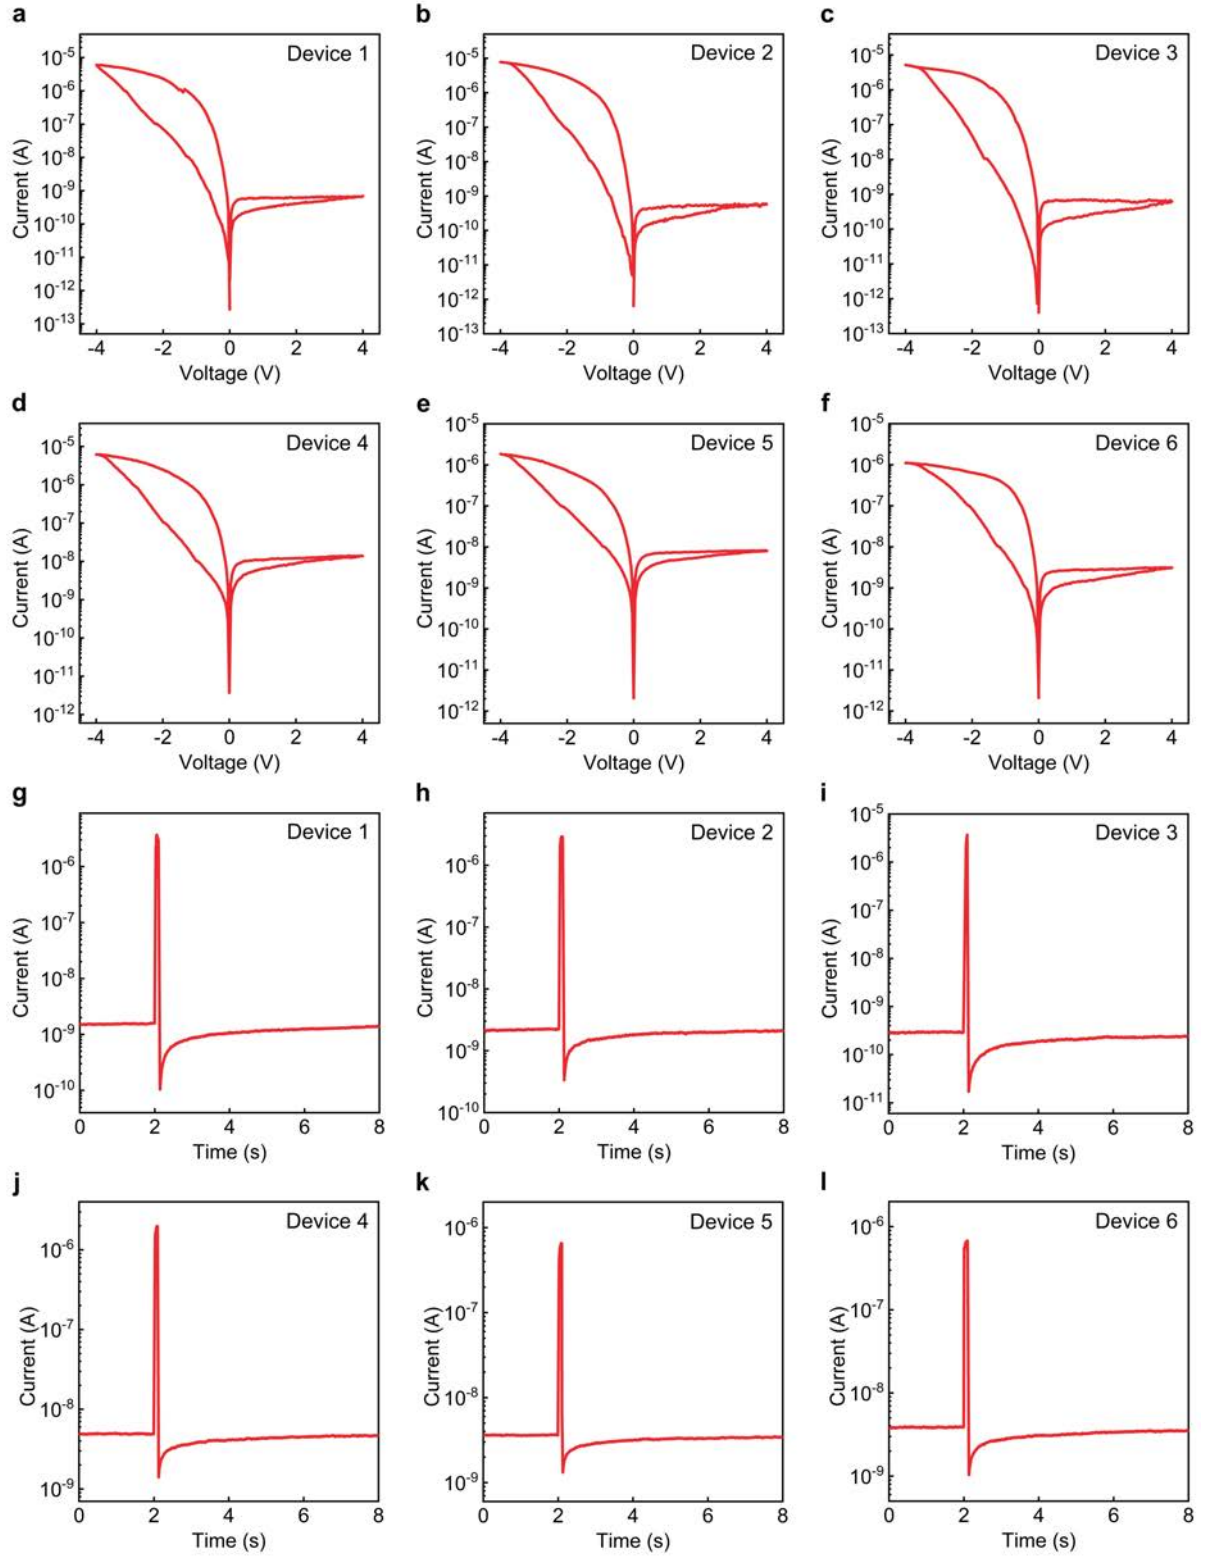 a b c
Device 1 Device 2 Device 3
Current (A) Current (A) Current (A)
10⁻⁵ 10⁻⁶ 10⁻⁷ 10⁻⁸ 10⁻⁹ 10⁻¹⁰ 10⁻¹¹ 10⁻¹² 10⁻¹³
10⁻⁵ 10⁻⁶ 10⁻⁷ 10⁻⁸ 10⁻⁹ 10⁻¹⁰ 10⁻¹¹ 10⁻¹² 10⁻¹³
10⁻⁵ 10⁻⁶ 10⁻⁷ 10⁻⁸ 10⁻⁹ 10⁻¹⁰ 10⁻¹¹ 10⁻¹² 10⁻¹³
-4 -2 0 2 4 -4 -2 0 2 4 -4 -2 0 2 4
Voltage (V) Voltage (V) Voltage (V)
d e f
Device 4 Device 5 Device 6
Current (A) Current (A) Current (A)
10⁻⁵ 10⁻⁶ 10⁻⁷ 10⁻⁸ 10⁻⁹ 10⁻¹⁰ 10⁻¹¹ 10⁻¹²
10⁻⁵ 10⁻⁶ 10⁻⁷ 10⁻⁸ 10⁻⁹ 10⁻¹⁰ 10⁻¹¹ 10⁻¹²
10⁻⁵ 10⁻⁶ 10⁻⁷ 10⁻⁸ 10⁻⁹ 10⁻¹⁰ 10⁻¹¹ 10⁻¹²
-4 -2 0 2 4 -4 -2 0 2 4 -4 -2 0 2 4
Voltage (V) Voltage (V) Voltage (V)
g h i
Device 1 Device 2 Device 3
Current (A) Current (A) Current (A)
10⁻⁶ 10⁻⁷ 10⁻⁸ 10⁻⁹ 10⁻¹⁰
10⁻⁶ 10⁻⁷ 10⁻⁸ 10⁻⁹ 10⁻¹⁰
10⁻⁵ 10⁻⁶ 10⁻⁷ 10⁻⁸ 10⁻⁹ 10⁻¹⁰ 10⁻¹¹
0 2 4 6 8 0 2 4 6 8 0 2 4 6 8
Time (s) Time (s) Time (s)
j k l
Device 4 Device 5 Device 6
Current (A) Current (A) Current (A)
10⁻⁶ 10⁻⁷ 10⁻⁸ 10⁻⁹
10⁻⁶ 10⁻⁷ 10⁻⁸ 10⁻⁹
10⁻⁶ 10⁻⁷ 10⁻⁸ 10⁻⁹
0 2 4 6 8 0 2 4 6 8 0 2 4 6 8
Time (s) Time (s) Time (s)